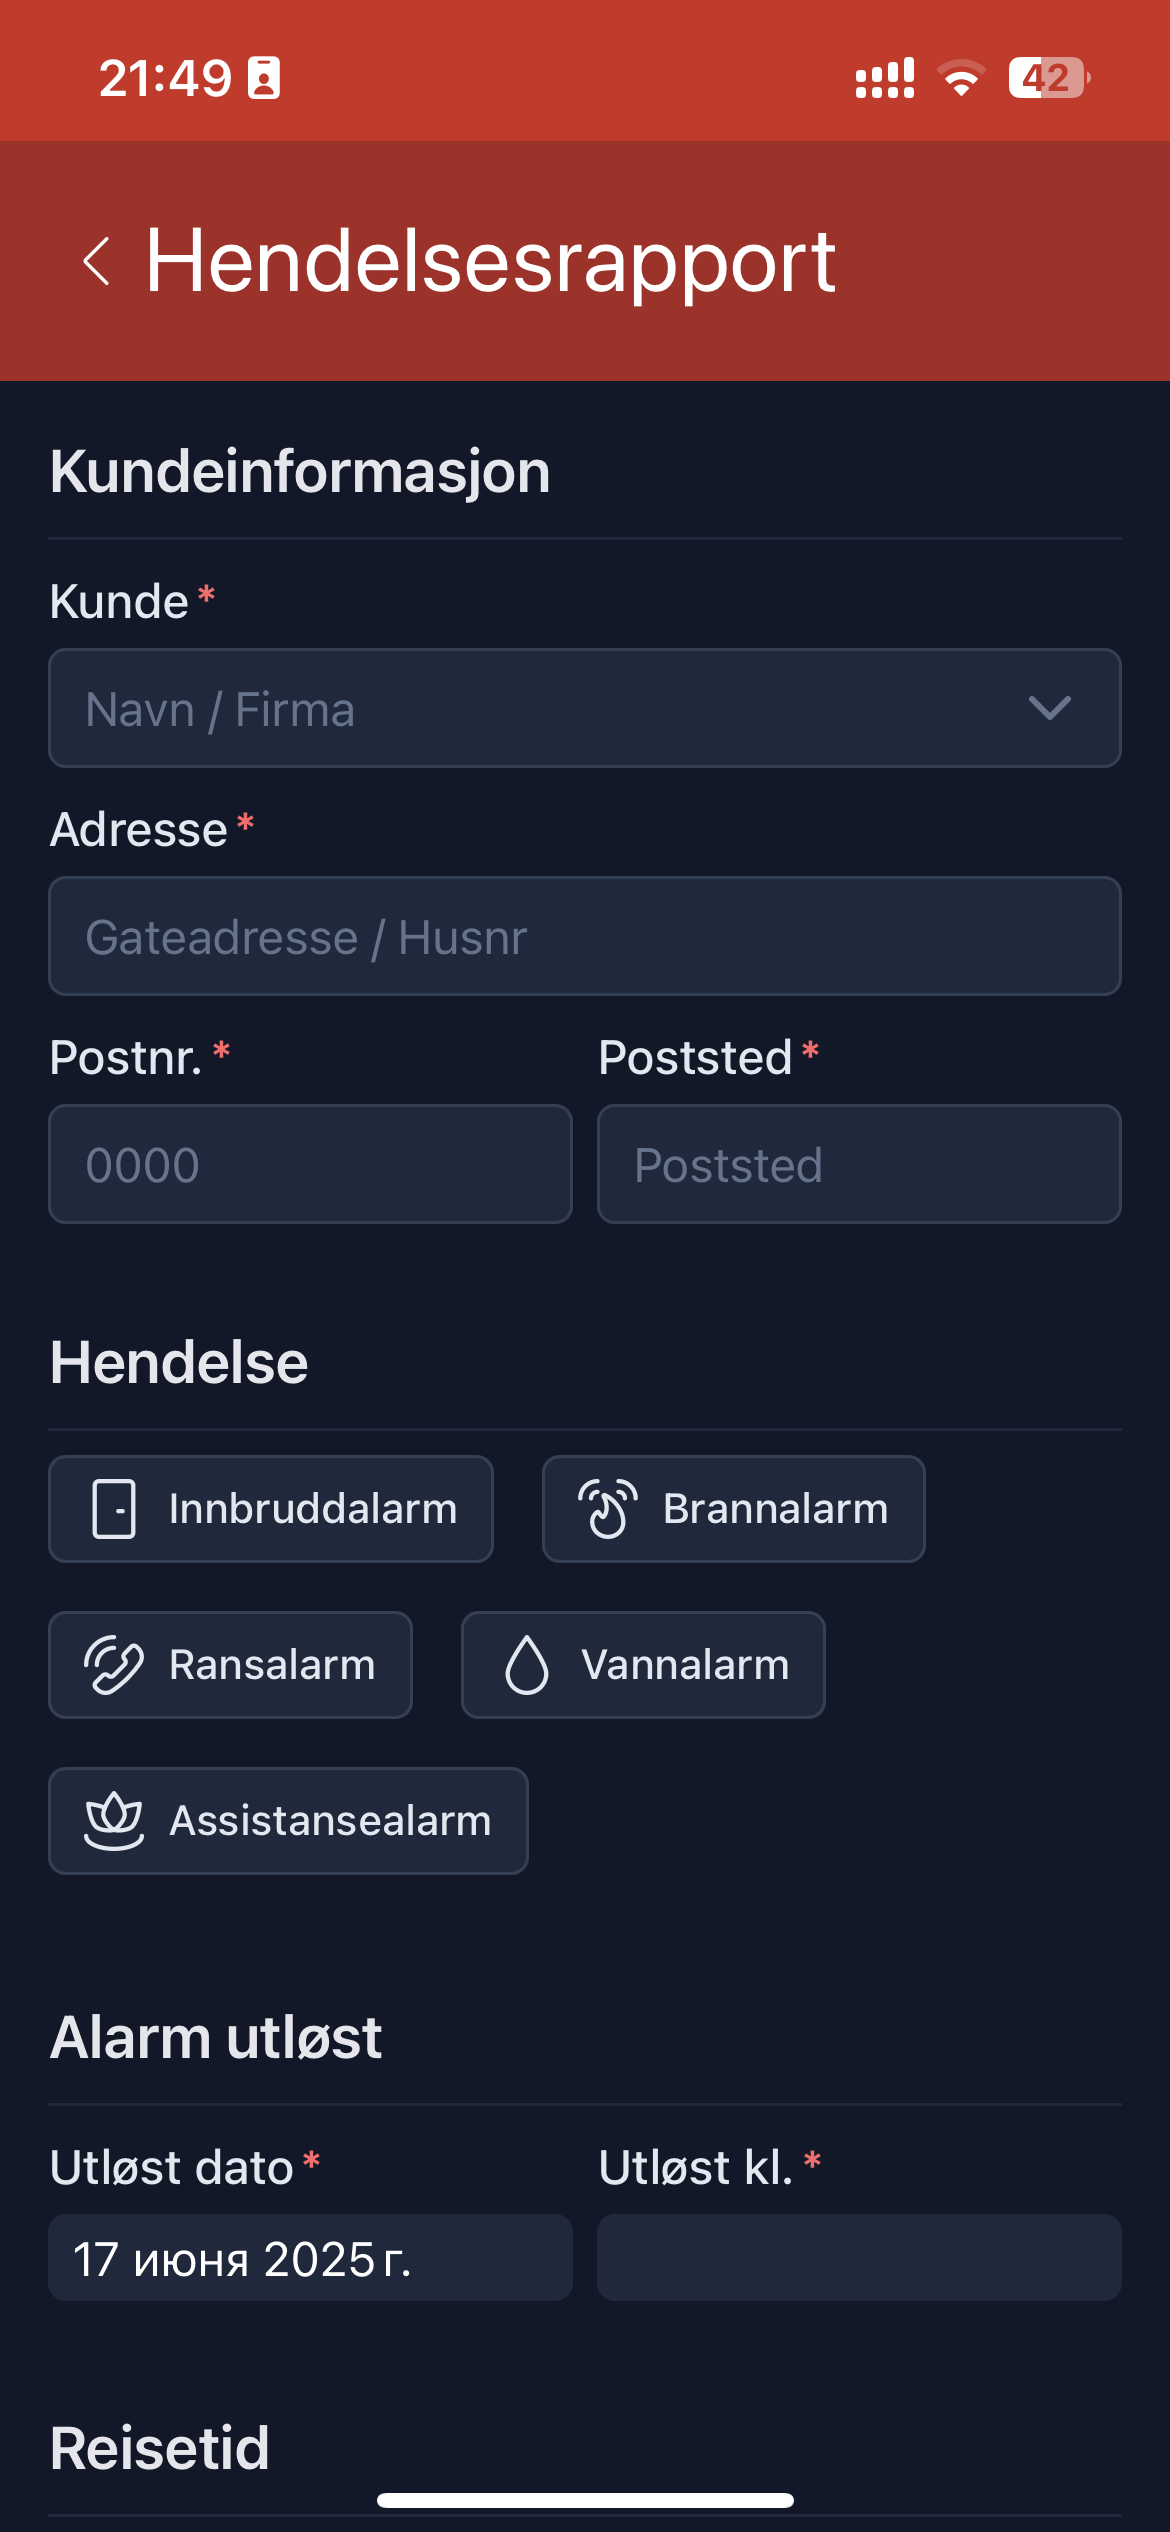 21:49
42
Hendelsesrapport
Kundeinformasjon
Kunde *
Navn / Firma
Adresse *
Gateadresse / Husnr
Postnr. * Poststed *
0000 Poststed
Hendelse
Innbruddalarm Brannalarm
Ransalarm Vannalarm
Assistansealarm
Alarm utløst
Utløst dato * Utløst kl. *
17 июня 2025 г.
Reisetid